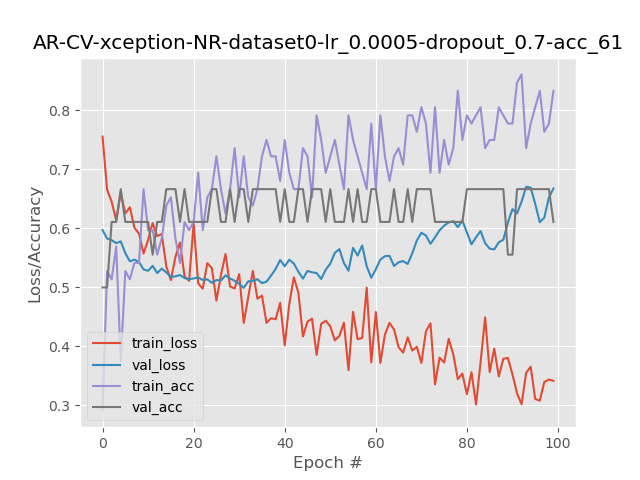 AR-CV-xception-NR-dataset0-lr_0.0005-dropout_0.7-acc_61
Loss/Accuracy
0.8
0.7
0.6
0.5
0.4
0.3
train_loss
val_loss
train_acc
val_acc
0 20 40 60 80 100
Epoch #